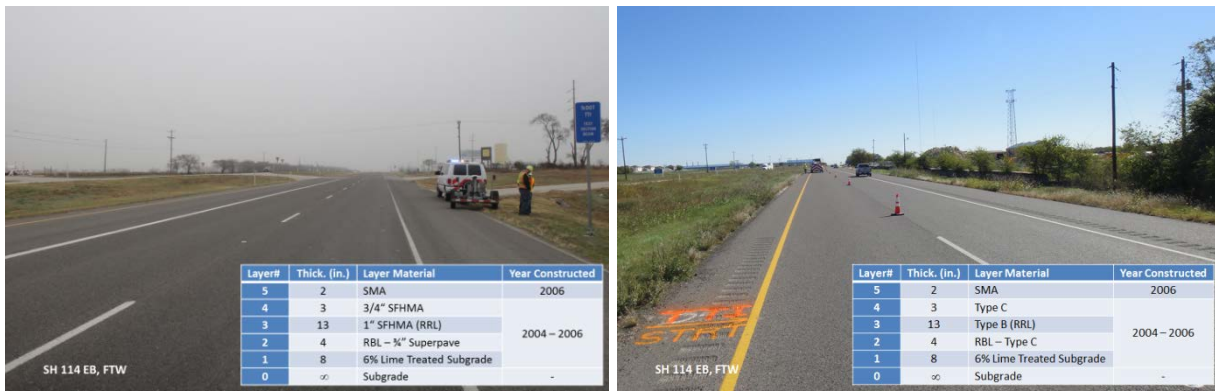 Layer# Thick. (in.) Layer Material Year Constructed
5 2 SMA 2006
4 3 3/4" SFHMA
3 13 1" SFHMA (RRL) 2004 – 2006
2 4 RBL – ¾" Superpave
1 8 6% Lime Treated Subgrade
0 ∞ Subgrade -
SH 114 EB, FTW
DTI
START
Layer# Thick. (in.) Layer Material Year Constructed
5 2 SMA 2006
4 3 Type C
3 13 Type B (RRL) 2004 – 2006
2 4 RBL – Type C
1 8 6% Lime Treated Subgrade
0 ∞ Subgrade -
SH 114 EB, FTW